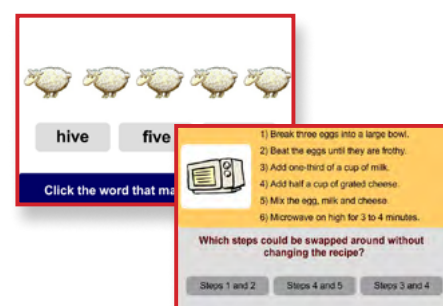 hive
five
Click the word that ma
1) Break three eggs into a large bowl.
2) Beat the eggs until they are frothy.
3) Add one-third of a cup of milk.
4) Add half a cup of grated cheese.
5) Mix the egg, milk and cheese.
6) Microwave on high for 3 to 4 minutes.
Which steps could be swapped around without
changing the recipe?
Steps 1 and 2
Steps 4 and 5
Steps 3 and 4